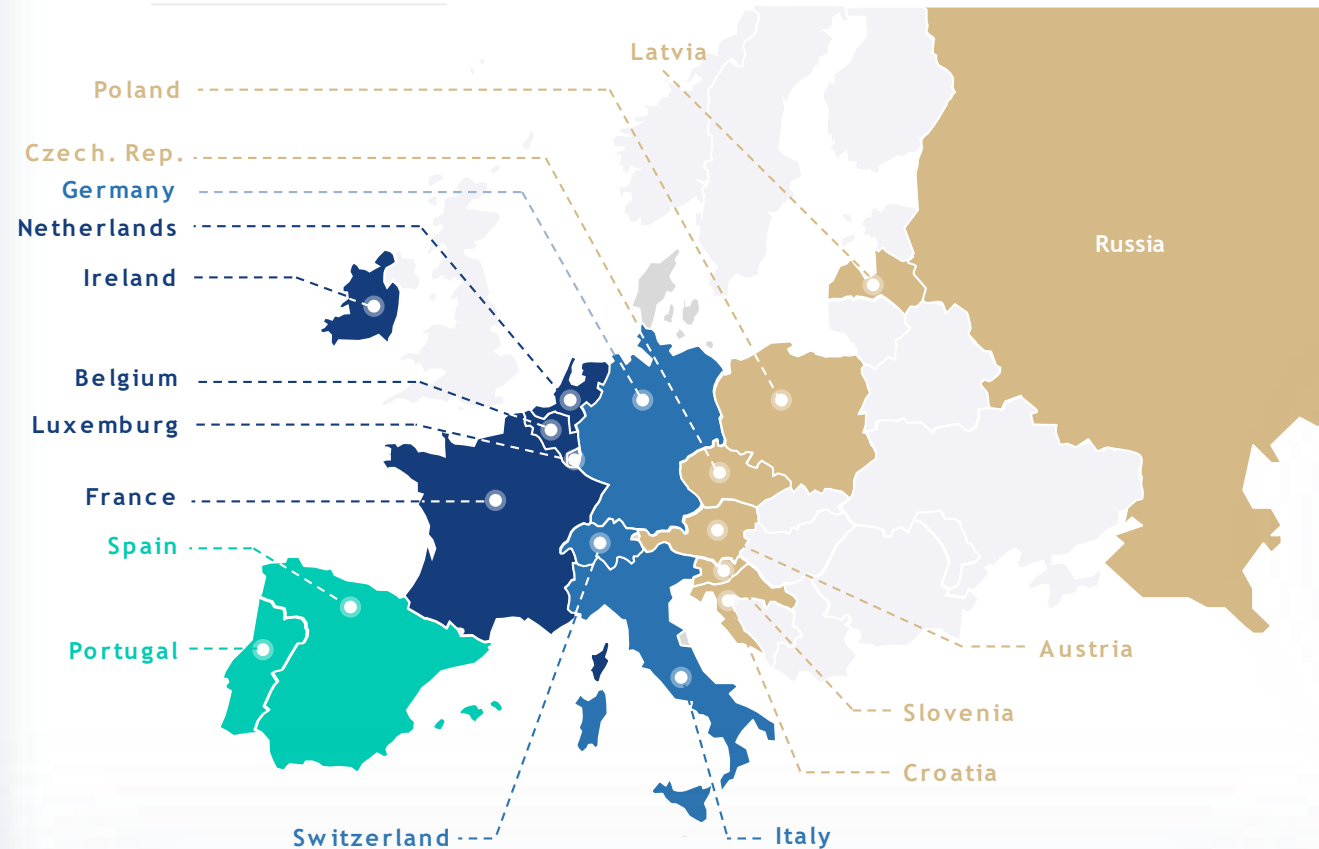 Latvia
Poland
Czech. Rep.
Germany
Netherlands
Russia
Ireland
Belgium
Luxemburg
France
Spain
Portugal
Austria
Slovenia
Croatia
Switzerland
Italy